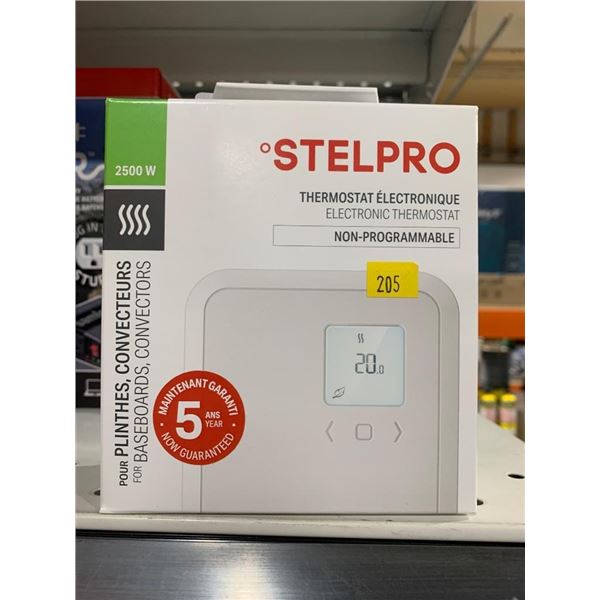 2500 W
°STELPRO
THERMOSTAT ÉLECTRONIQUE
ELECTRONIC THERMOSTAT
NON-PROGRAMMABLE
205
20.0
POUR PLINTHES, CONVECTEURS
FOR BASEBOARDS, CONVECTORS
MAINTENANT GARANTI
5 ANS
YEAR
NOW GUARANTEED